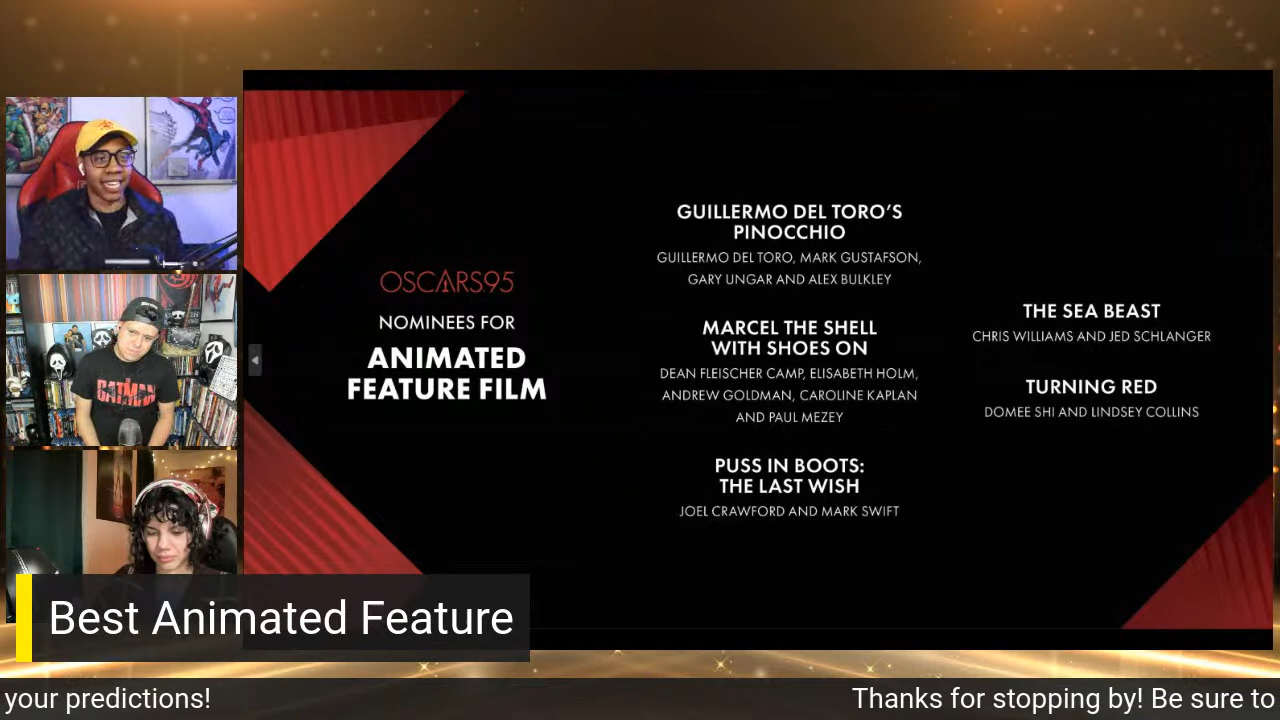 OSCARS95
NOMINEES FOR
ANIMATED
FEATURE FILM
GUILLERMO DEL TORO'S
PINOCCHIO
GUILLERMO DEL TORO, MARK GUSTAFSON,
GARY UNGAR AND ALEX BULKLEY
MARCEL THE SHELL
WITH SHOES ON
DEAN FLEISCHER CAMP, ELISABETH HOLM,
ANDREW GOLDMAN, CAROLINE KAPLAN
AND PAUL MEZEY
PUSS IN BOOTS:
THE LAST WISH
JOEL CRAWFORD AND MARK SWIFT
THE SEA BEAST
CHRIS WILLIAMS AND JED SCHLANGER
TURNING RED
DOMEE SHI AND LINDSEY COLLINS
BATMAN
Best Animated Feature
your predictions!
Thanks for stopping by! Be sure to